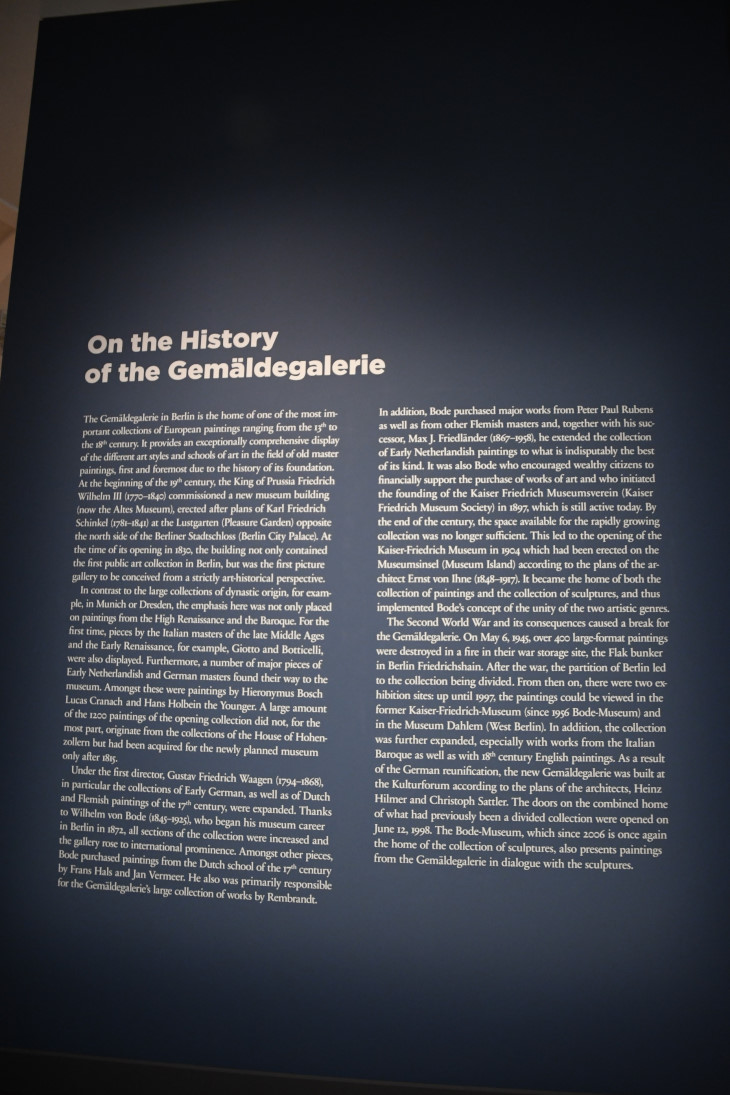 On the History
of the Gemäldegalerie
The Gemäldegalerie in Berlin is the home of one of the most im-
portant collections of European paintings ranging from the 13th to
the 18th century. It provides an exceptionally comprehensive display
of the different art styles and schools of art in the field of old master
paintings, first and foremost due to the history of its foundation.
At the beginning of the 19th century, the King of Prussia Friedrich
Wilhelm III (1770–1840) commissioned a new museum building
(now the Altes Museum), erected after plans of Karl Friedrich
Schinkel (1781–1841) at the Lustgarten (Pleasure Garden) opposite
the north side of the Berliner Stadtschloss (Berlin City Palace). At
the time of its opening in 1830, the building not only contained
the first public art collection in Berlin, but was the first picture
gallery to be conceived from a strictly art-historical perspective.
In contrast to the large collections of dynastic origin, for exam-
ple, in Munich or Dresden, the emphasis here was not only placed
on paintings from the High Renaissance and the Baroque. For the
first time, pieces by the Italian masters of the late Middle Ages
and the Early Renaissance, for example, Giotto and Botticelli,
were also displayed. Furthermore, a number of major pieces of
Early Netherlandish and German masters found their way to the
museum. Amongst these were paintings by Hieronymus Bosch
Lucas Cranach and Hans Holbein the Younger. A large amount
of the 1200 paintings of the opening collection did not, for the
most part, originate from the collections of the House of Hohen-
zollern but had been acquired for the newly planned museum
only after 1815.
Under the first director, Gustav Friedrich Waagen (1794–1868),
in particular the collections of Early German, as well as of Dutch
and Flemish paintings of the 17th century, were expanded. Thanks
to Wilhelm von Bode (1845–1925), who began his museum career
in Berlin in 1872, all sections of the collection were increased and
the gallery rose to international prominence. Amongst other pieces,
Bode purchased paintings from the Dutch school of the 17th century
by Frans Hals and Jan Vermeer. He also was primarily responsible
for the Gemäldegalerie's large collection of works by Rembrandt.
In addition, Bode purchased major works from Peter Paul Rubens
as well as from other Flemish masters and, together with his suc-
cessor, Max J. Friedländer (1867–1958), he extended the collection
of Early Netherlandish paintings to what is indisputably the best
of its kind. It was also Bode who encouraged wealthy citizens to
financially support the purchase of works of art and who initiated
the founding of the Kaiser Friedrich Museumsverein (Kaiser
Friedrich Museum Society) in 1897, which is still active today. By
the end of the century, the space available for the rapidly growing
collection was no longer sufficient. This led to the opening of the
Kaiser-Friedrich Museum in 1904 which had been erected on the
Museumsinsel (Museum Island) according to the plans of the ar-
chitect Ernst von Ihne (1848–1917). It became the home of both the
collection of paintings and the collection of sculptures, and thus
implemented Bode's concept of the unity of the two artistic genres.
The Second World War and its consequences caused a break for
the Gemäldegalerie. On May 6, 1945, over 400 large-format paintings
were destroyed in a fire in their war storage site, the Flak bunker
in Berlin Friedrichshain. After the war, the partition of Berlin led
to the collection being divided. From then on, there were two ex-
hibition sites: up until 1997, the paintings could be viewed in the
former Kaiser-Friedrich-Museum (since 1956 Bode-Museum) and
in the Museum Dahlem (West Berlin). In addition, the collection
was further expanded, especially with works from the Italian
Baroque as well as with 18th century English paintings. As a result
of the German reunification, the new Gemäldegalerie was built at
the Kulturforum according to the plans of the architects, Heinz
Hilmer and Christoph Sattler. The doors on the combined home
of what had previously been a divided collection were opened on
June 12, 1998. The Bode-Museum, which since 2006 is once again
the home of the collection of sculptures, also presents paintings
from the Gemäldegalerie in dialogue with the sculptures.